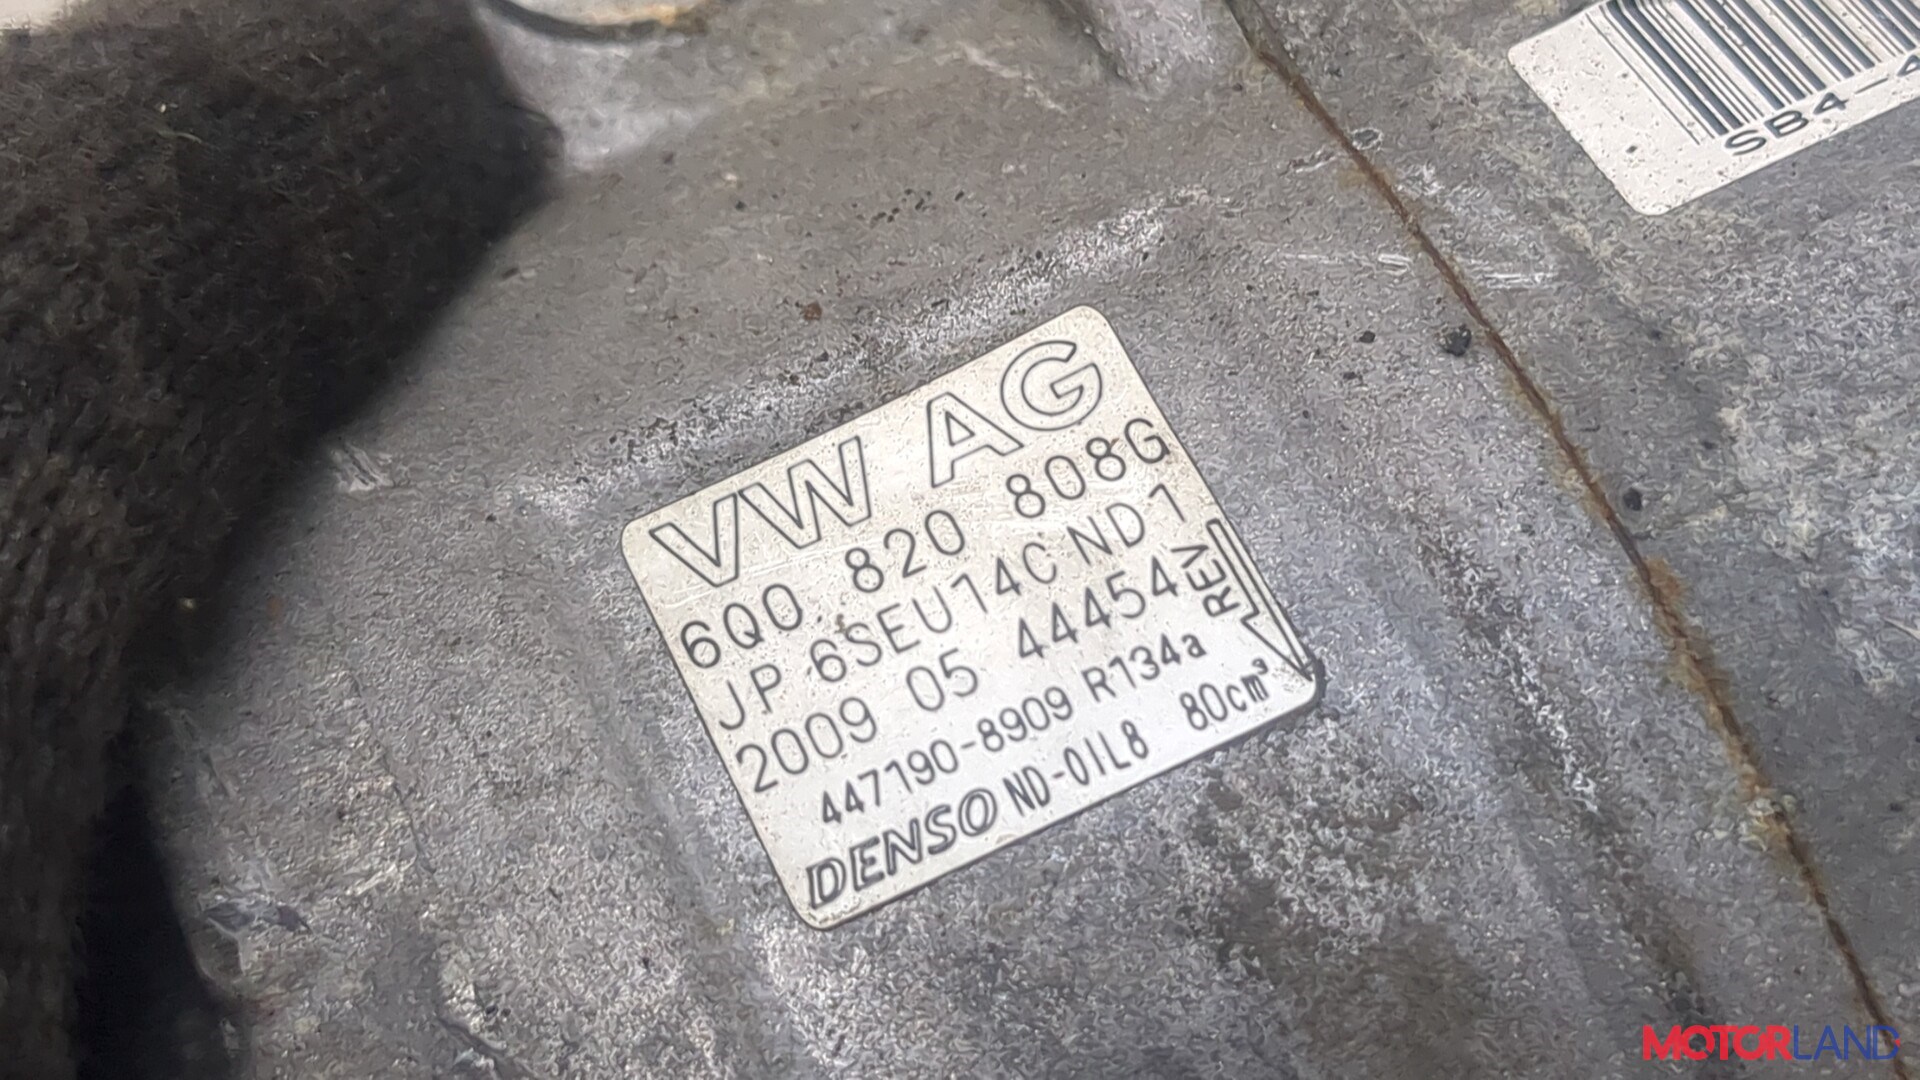 SB4-4
VW AG
6Q0 820 808G
JP 6SEU14C ND1
2009 05 44454 REV
447190-8909 R134a
DENSO ND-OIL8 80cm³
MOTORLAND